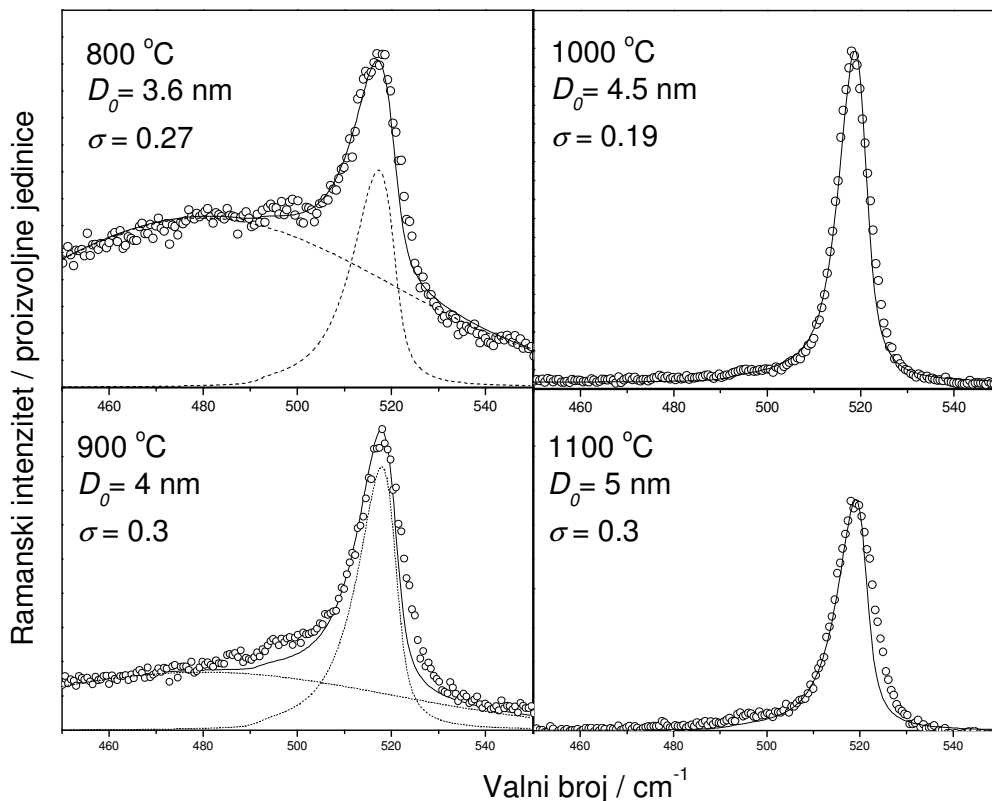 Ramanski intenzitet / proizvoljne jedinice
800 °C
D₀= 3.6 nm
σ = 0.27
460 480 500 520 540
1000 °C
D₀= 4.5 nm
σ = 0.19
460 480 500 520 540
900 °C
D₀= 4 nm
σ = 0.3
460 480 500 520 540
1100 °C
D₀= 5 nm
σ = 0.3
460 480 500 520 540
Valni broj / cm⁻¹